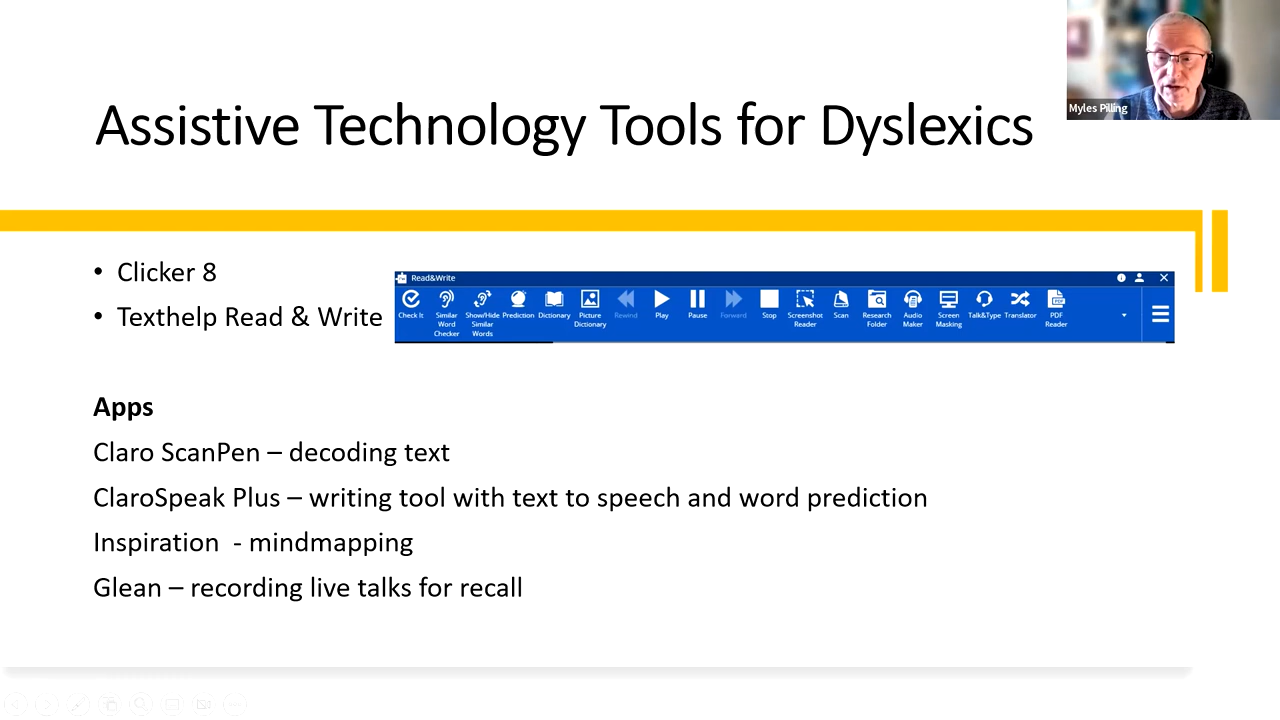 Myles Pilling
Assistive Technology Tools for Dyslexics
• Clicker 8
• Texthelp Read & Write
Read&Write
Check It
Similar Word Checker
Show/Hide Similar Words
Prediction
Dictionary
Picture Dictionary
Rewind
Play
Pause
Forward
Stop
Screenshot Reader
Scan
Research Folder
Audio Maker
Screen Masking
Talk&Type
Translator
PDF Reader
Apps
Claro ScanPen – decoding text
ClaroSpeak Plus – writing tool with text to speech and word prediction
Inspiration  - mindmapping
Glean – recording live talks for recall